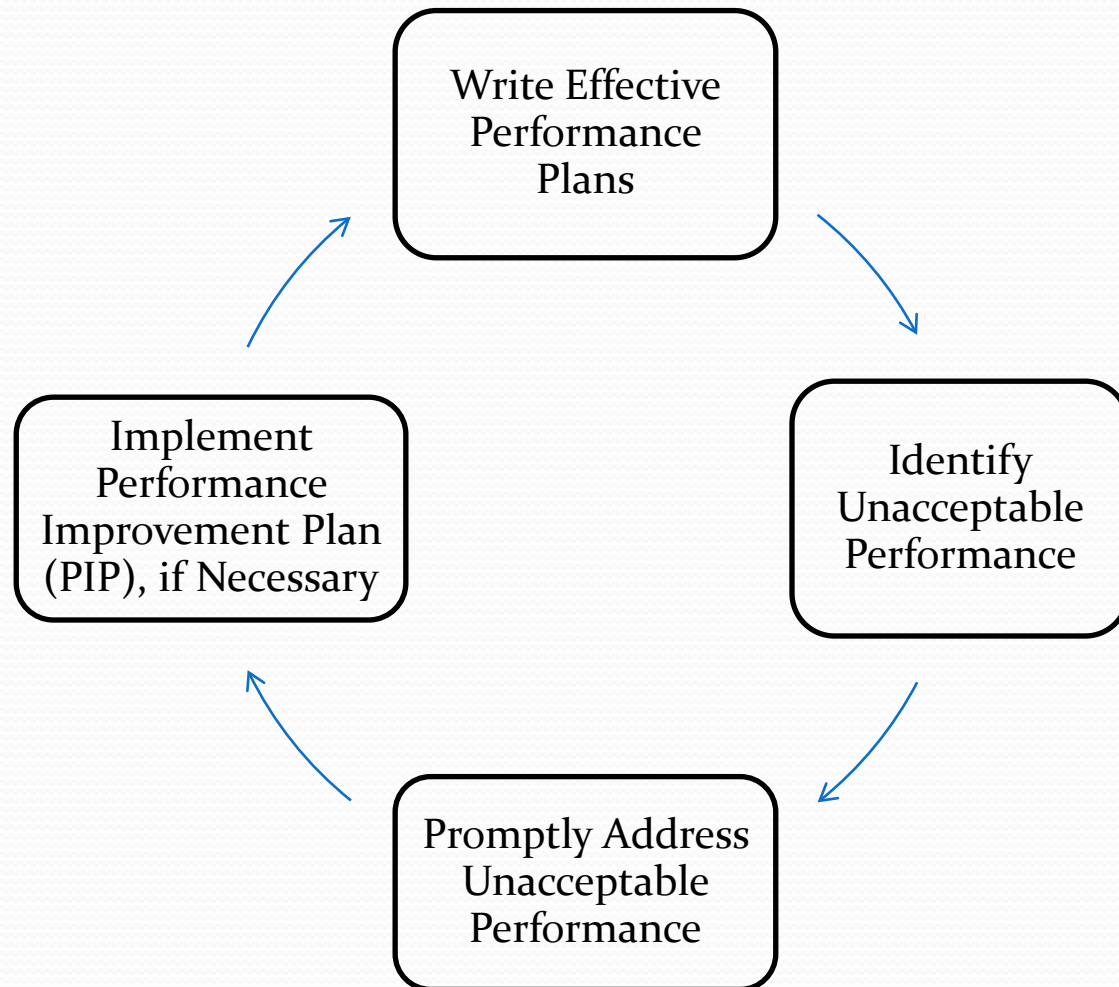 Write Effective
Performance
Plans
Identify
Unacceptable
Performance
Promptly Address
Unacceptable
Performance
Implement
Performance
Improvement Plan
(PIP), if Necessary